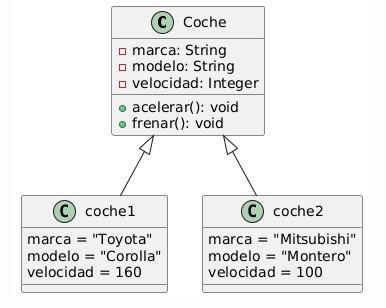 C Coche
marca: String
modelo: String
velocidad: Integer
acelerar(): void
frenar(): void
C coche1
marca = "Toyota"
modelo = "Corolla"
velocidad = 160
C coche2
marca = "Mitsubishi"
modelo = "Montero"
velocidad = 100